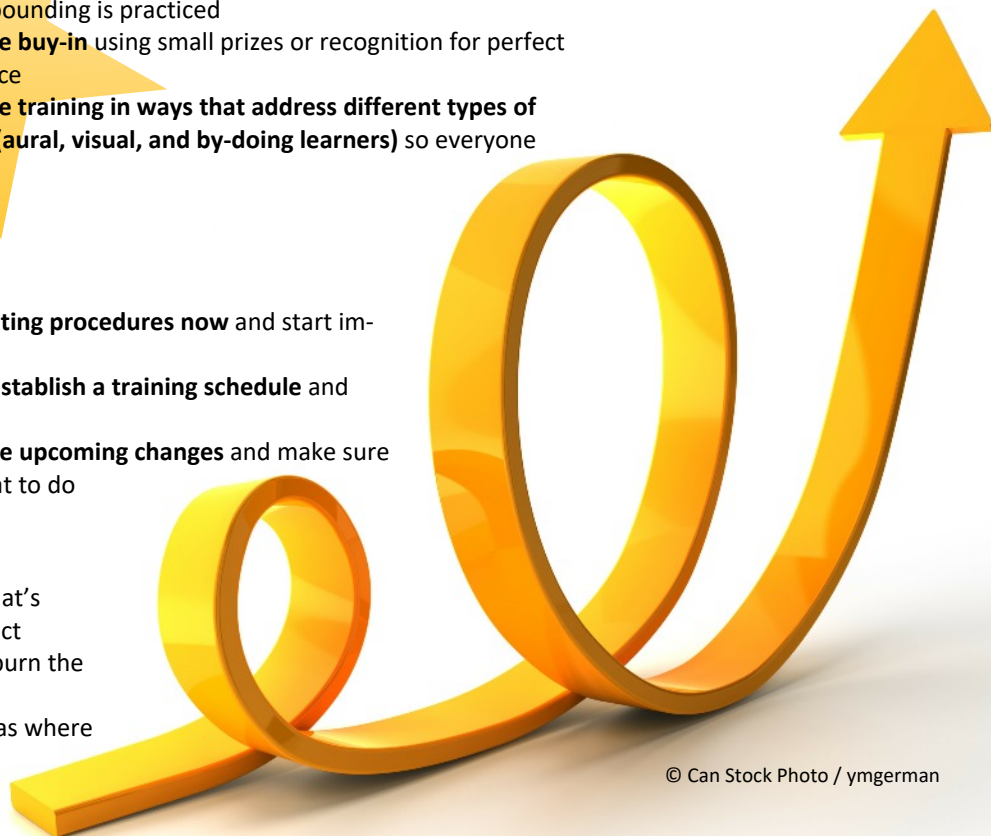 ounding is practiced
e buy-in using small prizes or recognition for perfect
ce
e training in ways that address different types of
(aural, visual, and by-doing learners) so everyone
ting procedures now and start im-
stablish a training schedule and
e upcoming changes and make sure
t to do
at's
ct
ourn the
as where
© Can Stock Photo / ymgerman